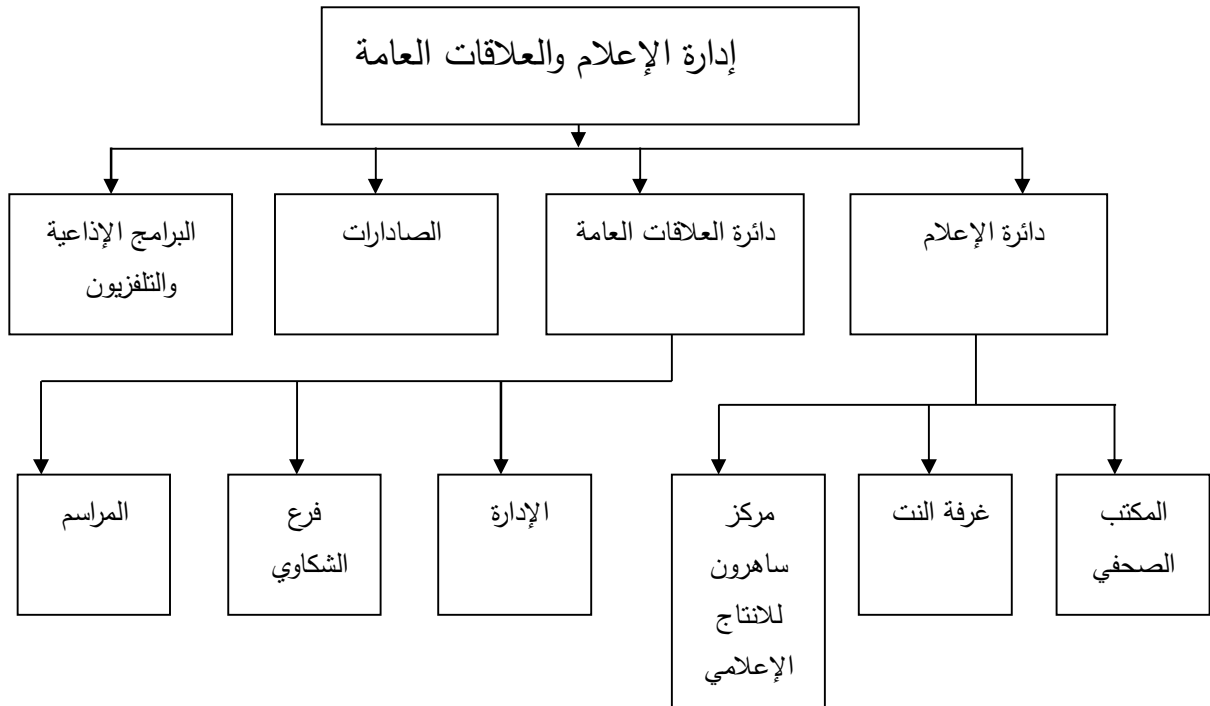 إدارة الإعلام والعلاقات العامة
دائرة الإعلام
دائرة العلاقات العامة
الصادارات
البرامج الإذاعية
والتلفزيون
المكتب
الصحفي
غرفة النت
مركز
ساهرون
للانتاج
الإعلامي
الإدارة
فرع
الشكاوي
المراسم